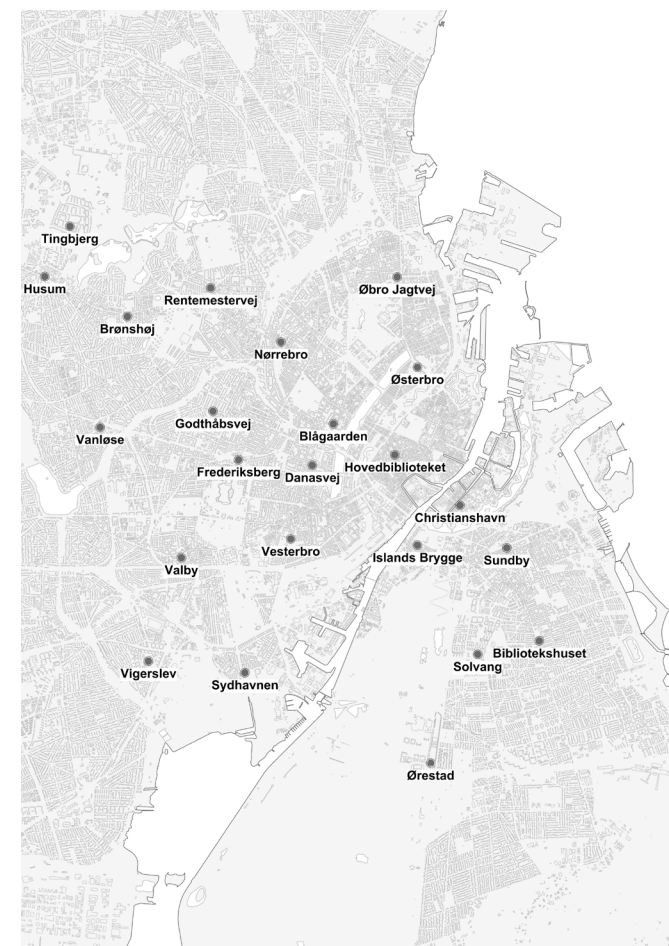 Tingbjerg
Husum
Rentemestervej
Øbro Jagtvej
Brønshøj
Nørrebro
Østerbro
Godthåbsvej
Blågaarden
Vanløse
Frederiksberg
Danasvej
Hovedbiblioteket
Christianshavn
Vesterbro
Islands Brygge
Sundby
Valby
Bibliotekshuset
Solvang
Vigerslev
Sydhavnen
Ørestad